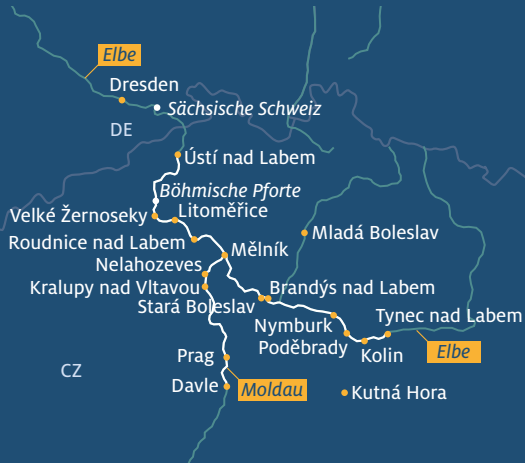 Elbe
Dresden
Sächsische Schweiz
DE
Ústí nad Labem
Böhmische Pforte
Velké Žernoseky
Litoměřice
Roudnice nad Labem
Mladá Boleslav
Mělník
Nelahozeves
Kralupy nad Vltavou
Brandýs nad Labem
Stará Boleslav
Tynec nad Labem
Nymburk
Poděbrady
Kolin
Elbe
Prag
CZ
Davle
Moldau
Kutná Hora